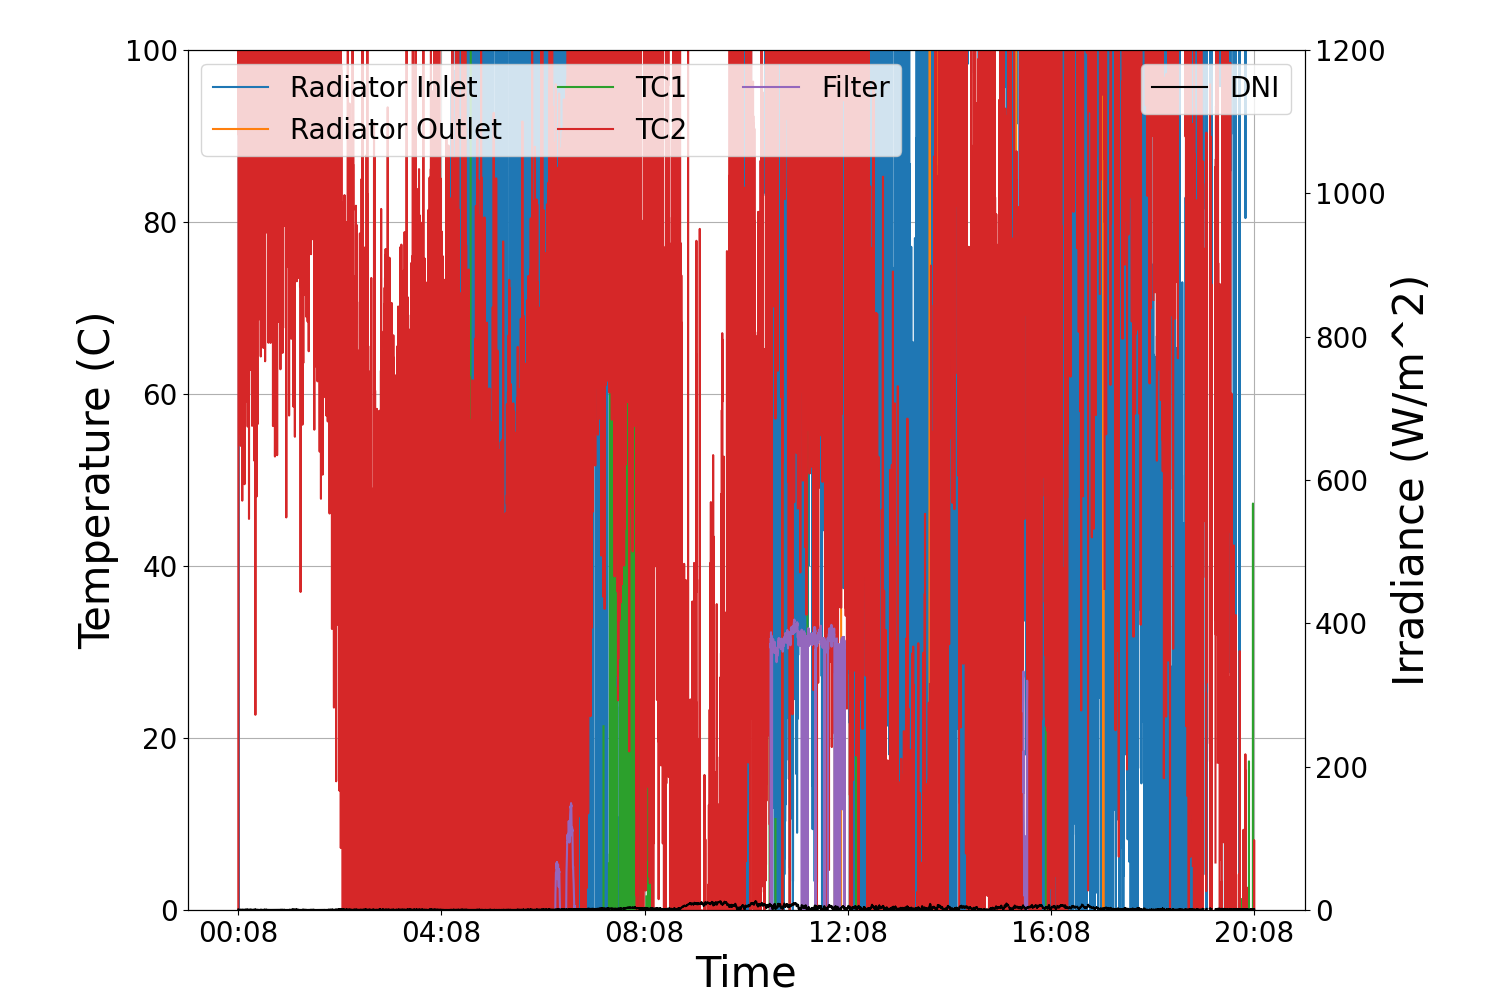 100
80
60
40
20
0
Temperature (C)
Radiator Inlet
Radiator Outlet
TC1
TC2
Filter
DNI
1200
1000
800
600
400
200
0
Irradiance (W/m^2)
00:08
04:08
08:08
12:08
16:08
20:08
Time